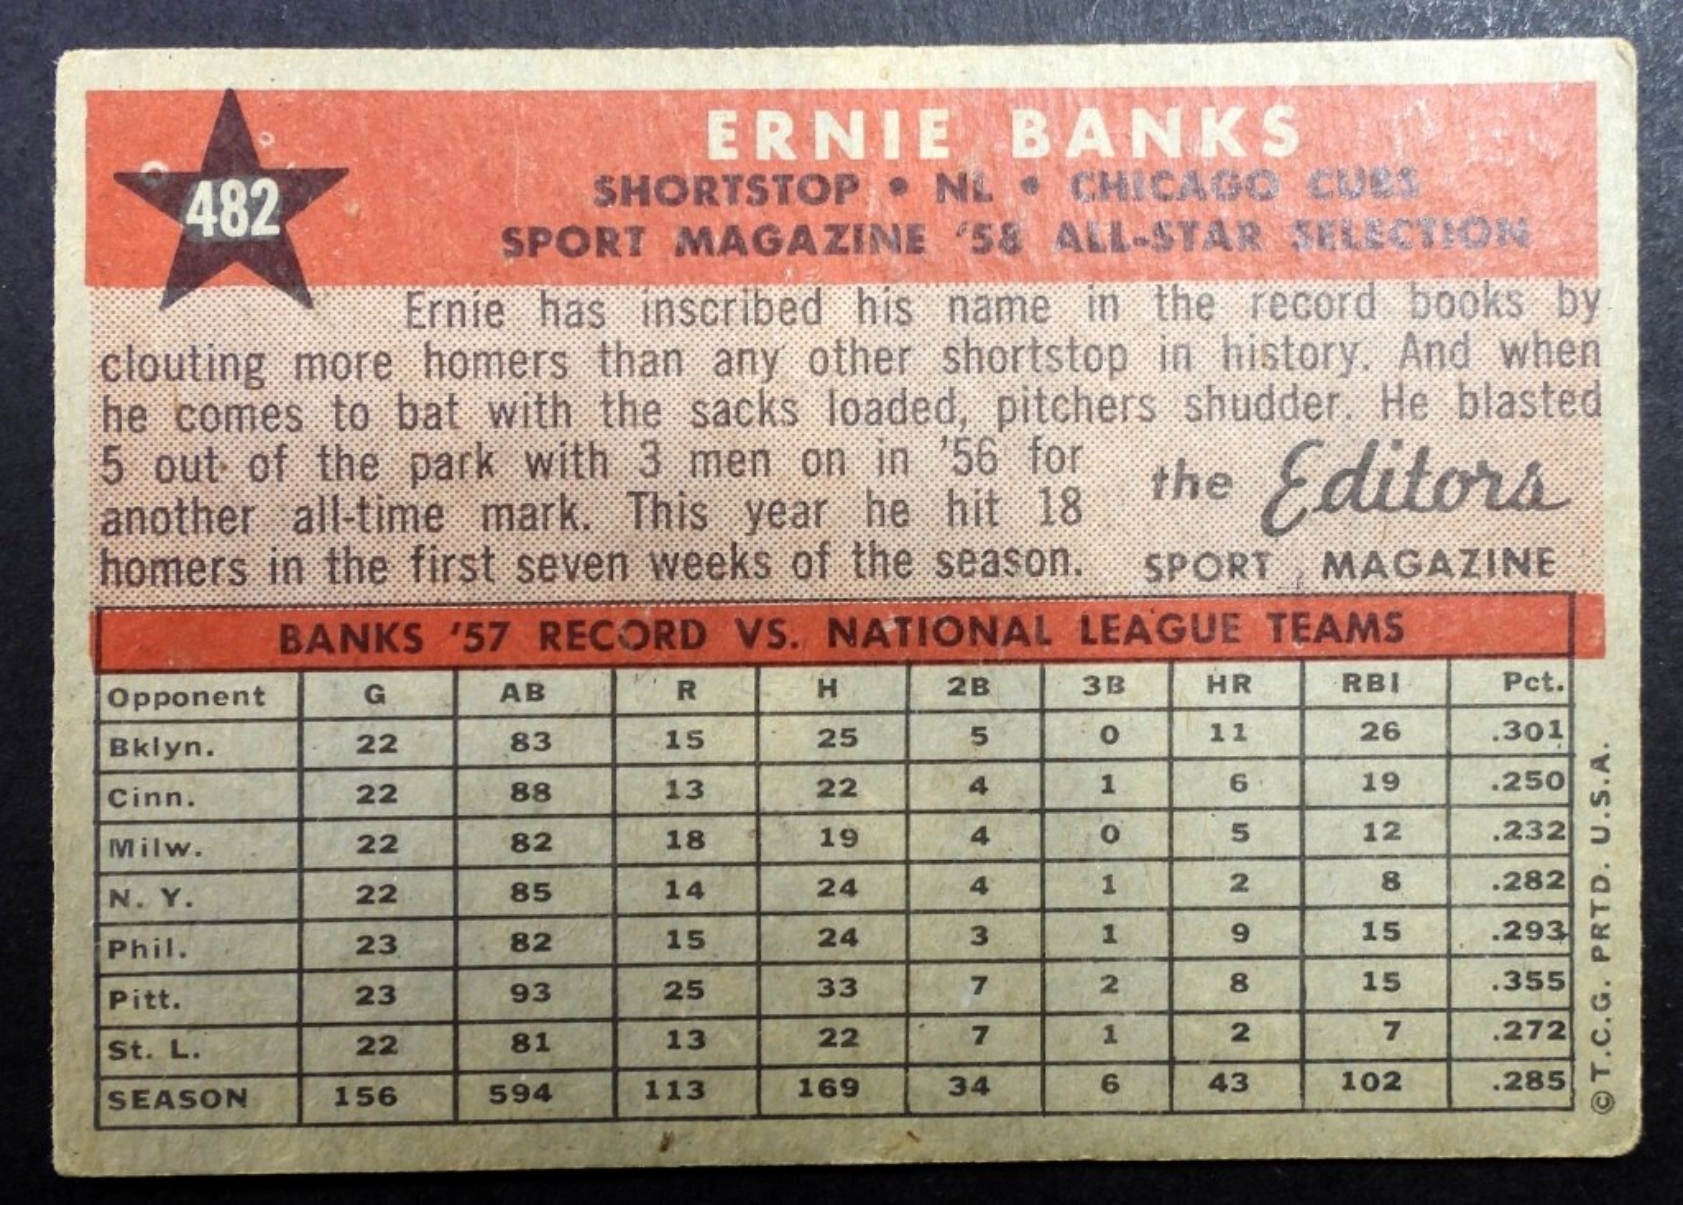 482
ERNIE BANKS
SHORTSTOP • NL • CHICAGO CUBS
SPORT MAGAZINE '58 ALL-STAR SELECTION
Ernie has inscribed his name in the record books by
clouting more homers than any other shortstop in history. And when
he comes to bat with the sacks loaded, pitchers shudder. He blasted
5 out of the park with 3 men on in '56 for
another all-time mark. This year he hit 18
homers in the first seven weeks of the season.
the Editors
SPORT MAGAZINE
BANKS '57 RECORD VS. NATIONAL LEAGUE TEAMS
Opponent G AB R H 2B 3B HR RBI Pct.
Bklyn. 22 83 15 25 5 0 11 26 .301
Cinn. 22 88 13 22 4 1 6 19 .250
Milw. 22 82 18 19 4 0 5 12 .232
N. Y. 22 85 14 24 4 1 2 8 .282
Phil. 23 82 15 24 3 1 9 15 .293
Pitt. 23 93 25 33 7 2 8 15 .355
St. L. 22 81 13 22 7 1 2 7 .272
SEASON 156 594 113 169 34 6 43 102 .285
© T.C.G. PRTD. U.S.A.